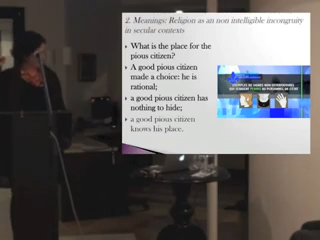 2. Meanings: Religion as an non intelligible incongruity
in secular contexts
What is the place for the
pious citizen?
A good pious citizen
made a choice: he is
rational;
a good pious citizen has
nothing to hide;
a good pious citizen
knows his place.